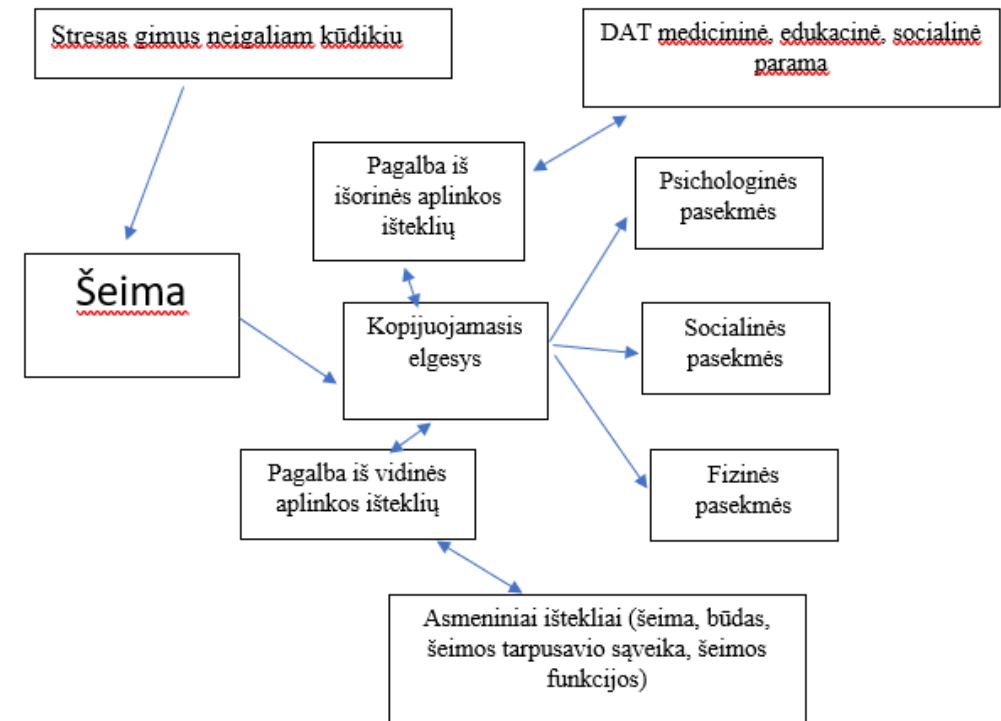 Stresas gimus neigaliam kūdikiu
DAT medicininė, edukacinė, socialinė
parama
Pagalba iš
išorinės aplinkos
išteklių
Psichologinės
pasekmės
Šeima
Kopijuojamasis
elgesys
Socialinės
pasekmės
Pagalba iš vidinės
aplinkos išteklių
Fizinės
pasekmės
Asmeniniai ištekliai (šeima, būdas,
šeimos tarpusavio sąveika, šeimos
funkcijos)